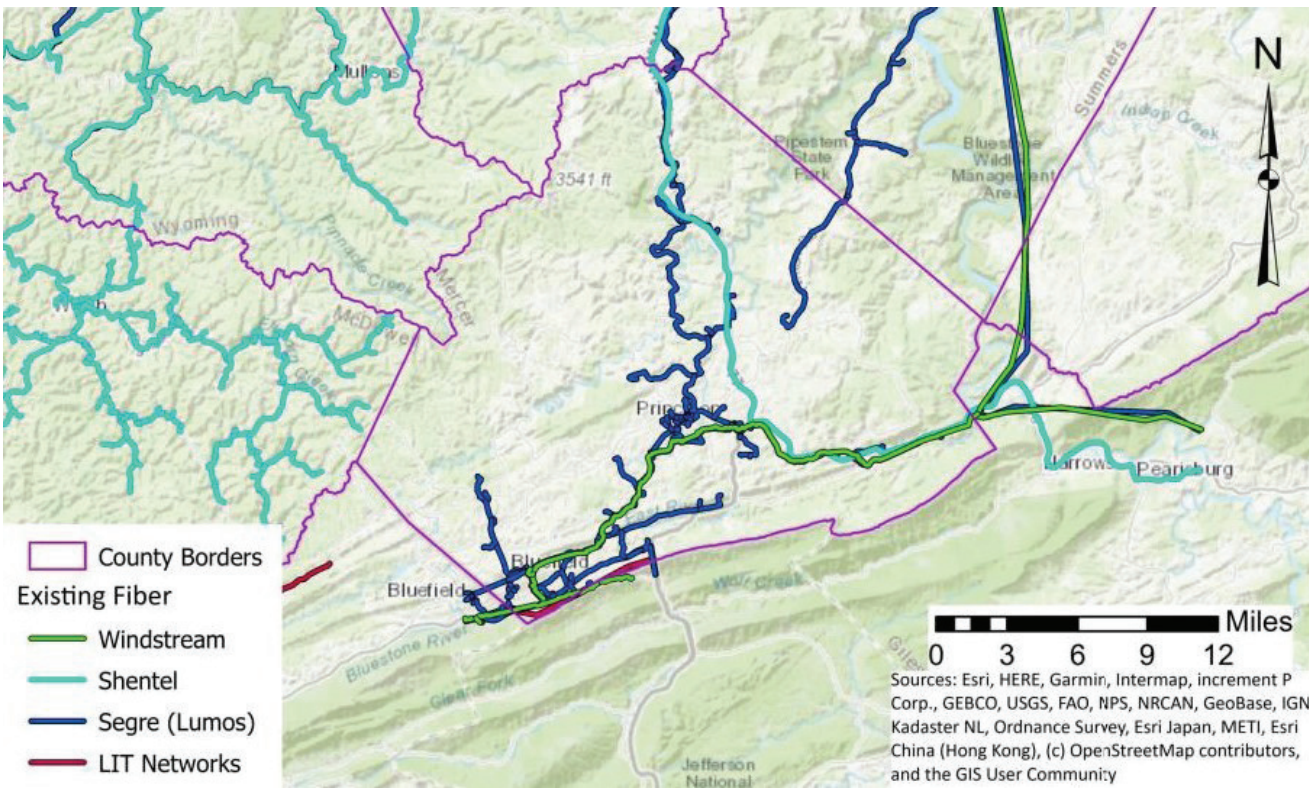 Mullens
Summers
N
Indian Creek
Pipestem
State
Park
Bluestone
Wildlife
Management
Area
3541 ft
Wyoming
Pinnacle Creek
Mercer
McDowell
Creek
Princeton
Narrows
Pearisburg
East River
Bluefield
Bluefield
Wolf Creek
Bluestone River
Clear Fork
Giles
Jefferson
National
County Borders
Existing Fiber
Windstream
Shentel
Segre (Lumos)
LIT Networks
Miles
0 3 6 9 12
Sources: Esri, HERE, Garmin, Intermap, increment P
Corp., GEBCO, USGS, FAO, NPS, NRCAN, GeoBase, IGN,
Kadaster NL, Ordnance Survey, Esri Japan, METI, Esri
China (Hong Kong), (c) OpenStreetMap contributors,
and the GIS User Community